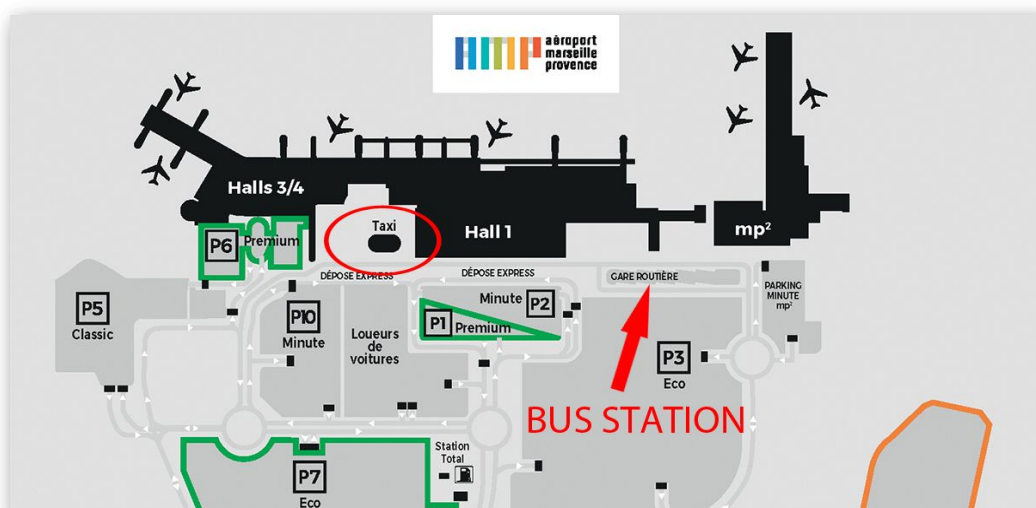 aéroport
marseille
provence
Halls 3/4
Taxi
Hall 1
mp²
P6
Premium
DÉPOSE EXPRESS
DÉPOSE EXPRESS
GARE ROUTIÈRE
PARKING
MINUTE
mp²
P5
Classic
P10
Minute
Loueurs
de
voitures
Minute P2
P1 Premium
P3
Eco
BUS STATION
Station
Total
P7
Eco